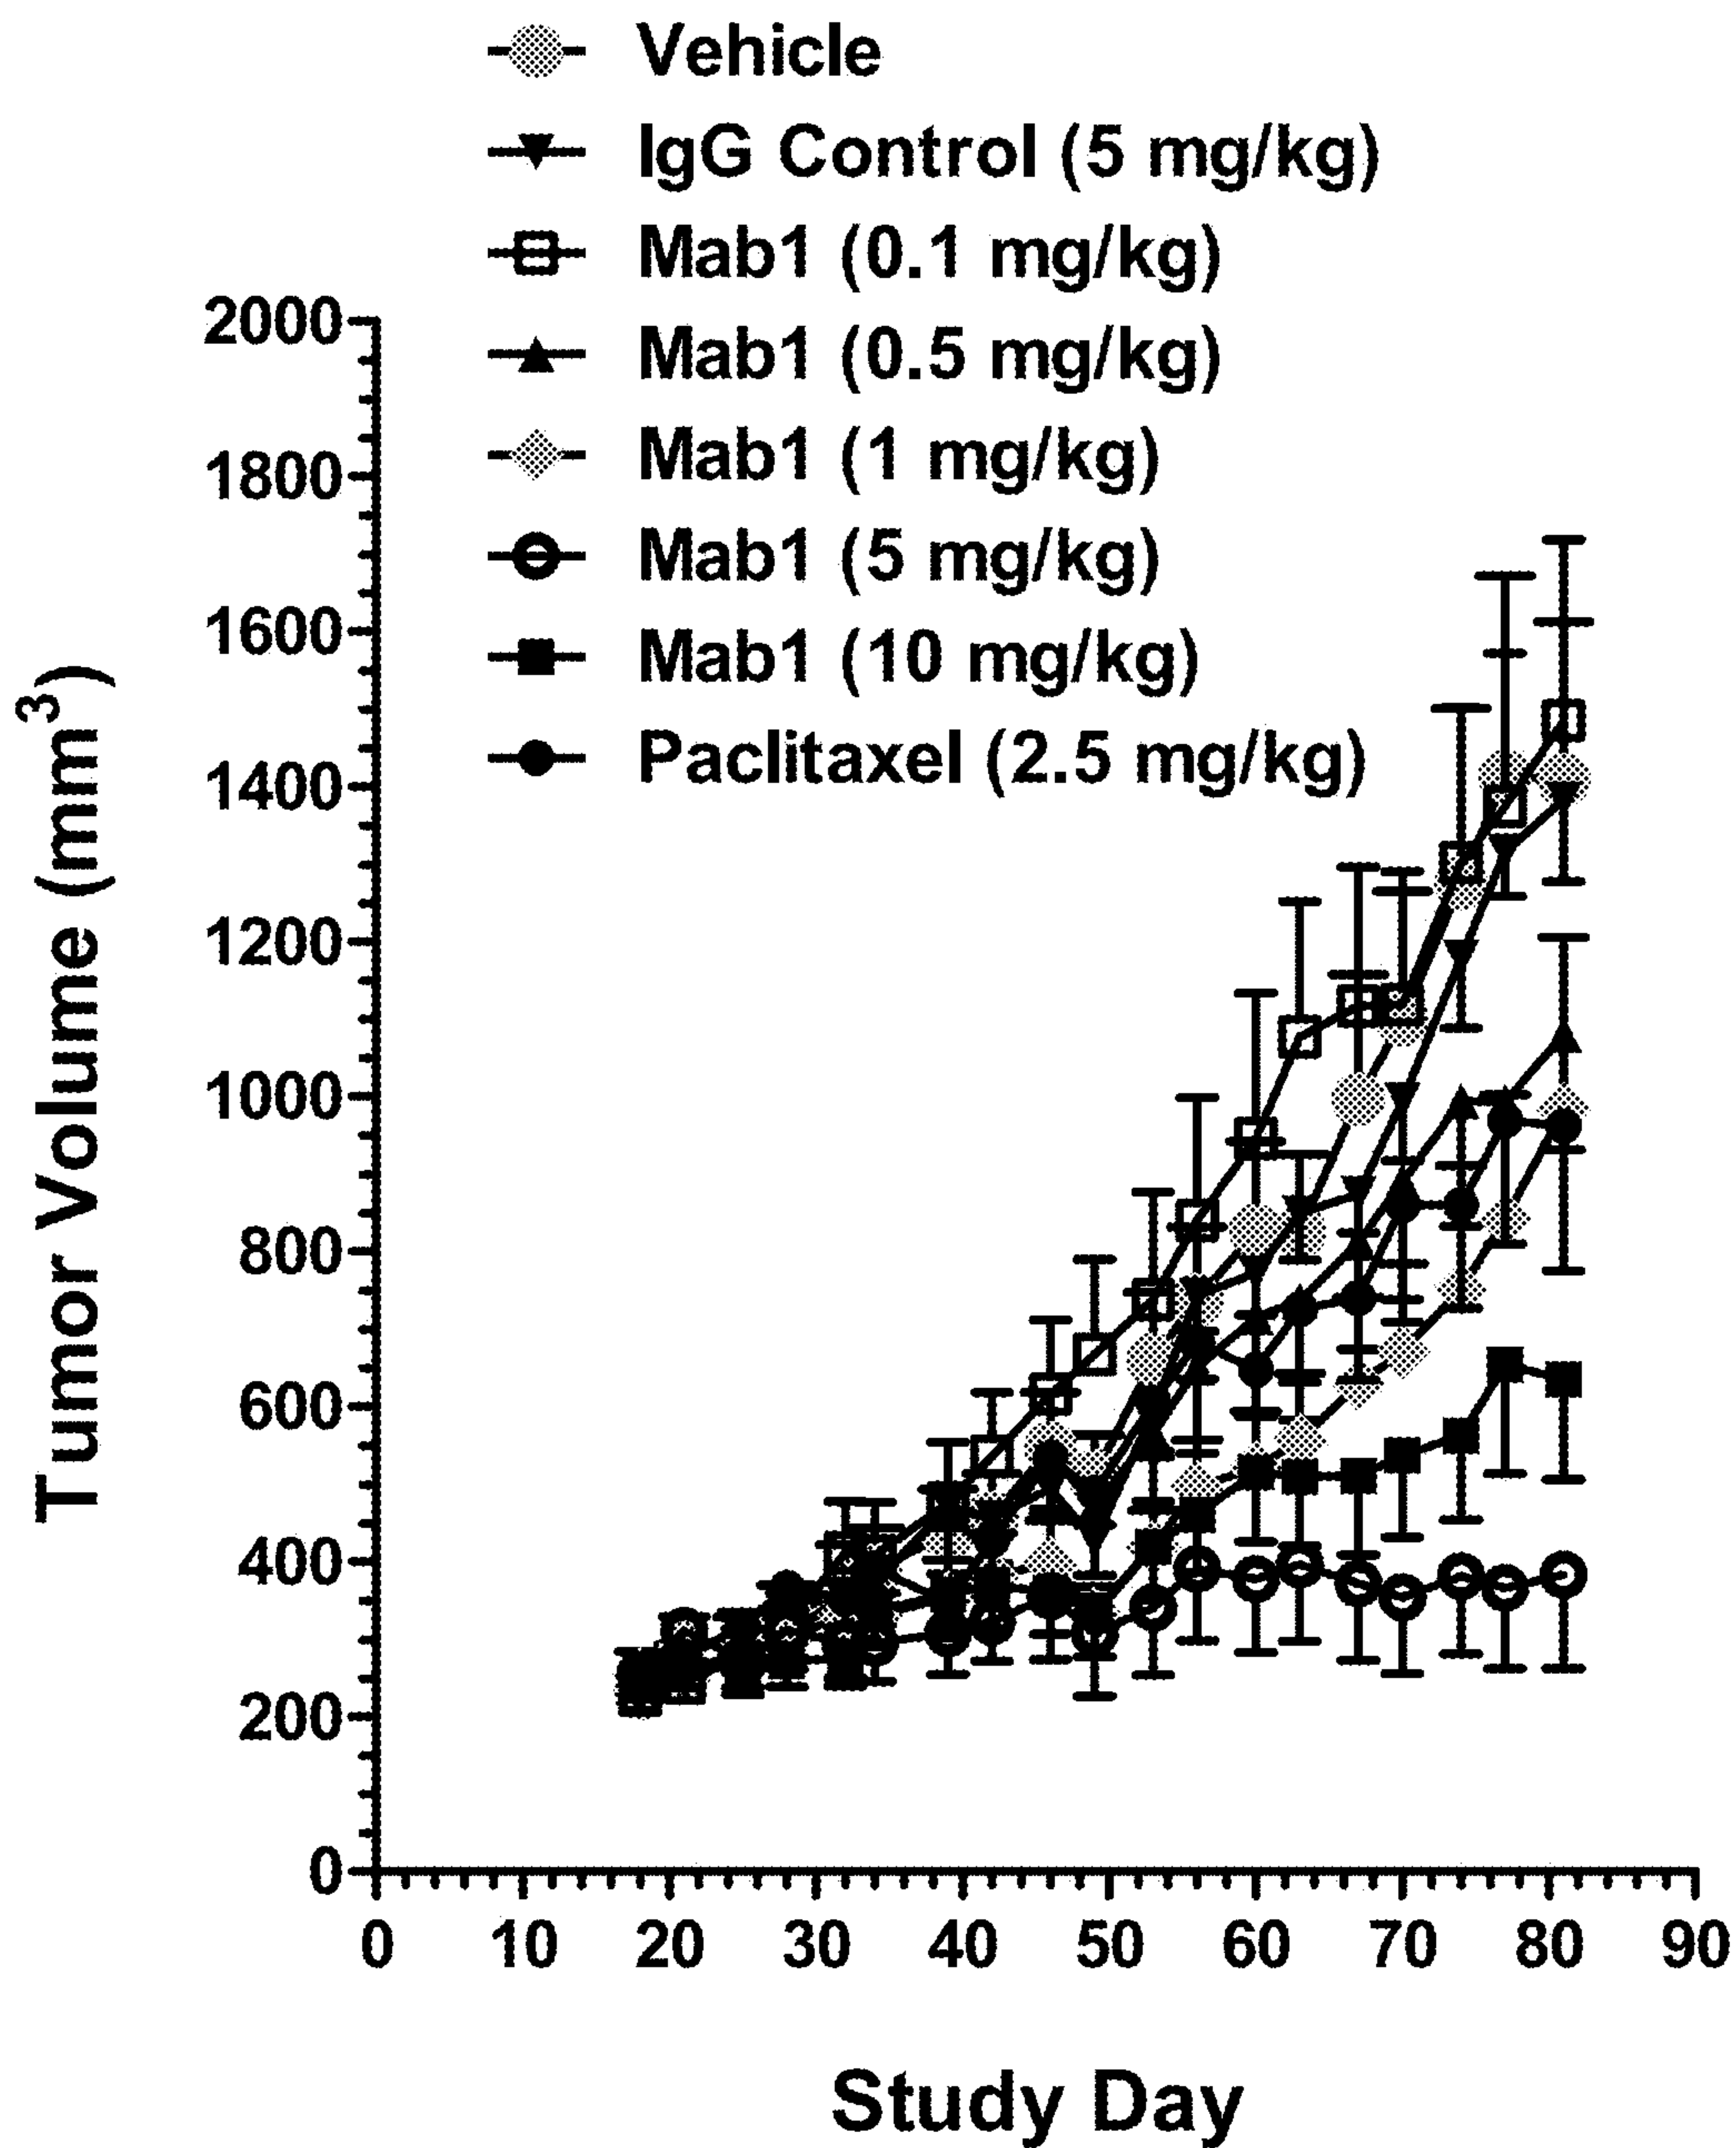 Vehicle
IgG Control (5 mg/kg)
Mab1 (0.1 mg/kg)
Mab1 (0.5 mg/kg)
Mab1 (1 mg/kg)
Mab1 (5 mg/kg)
Mab1 (10 mg/kg)
Paclitaxel (2.5 mg/kg)
Tumor Volume (mm³)
2000
1800
1600
1400
1200
1000
800
600
400
200
0
0 10 20 30 40 50 60 70 80 90
Study Day